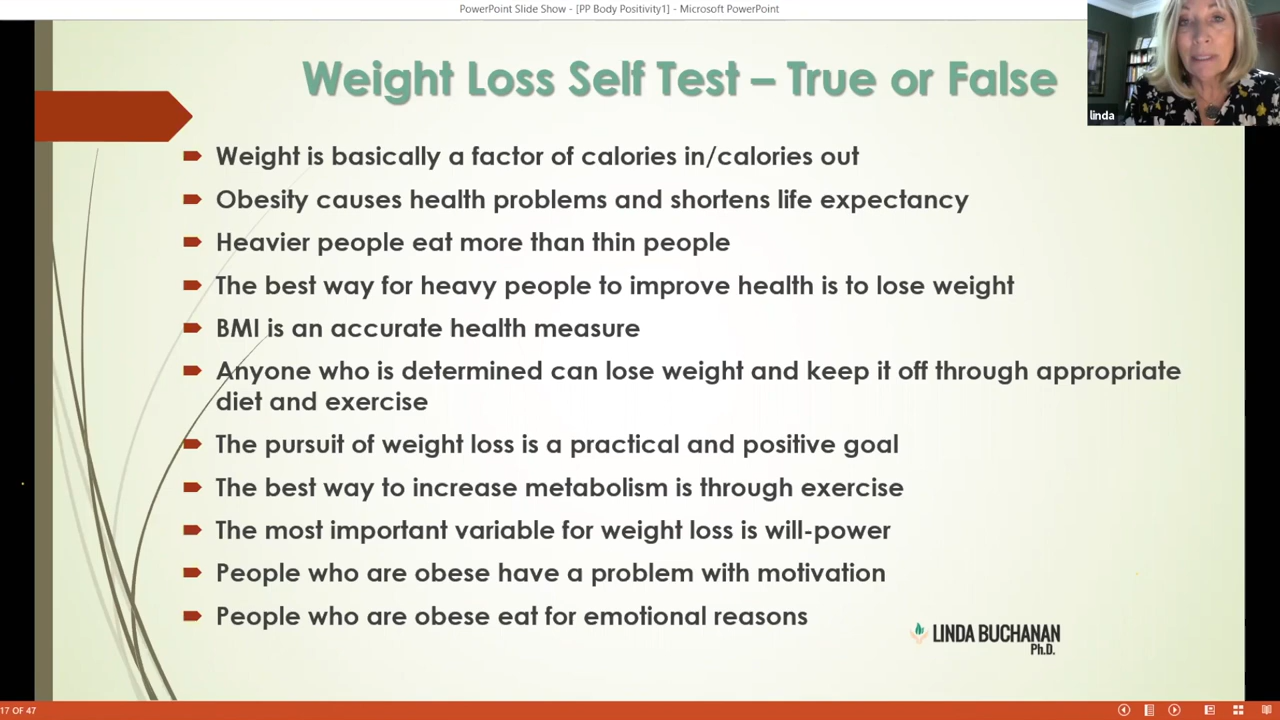 PowerPoint Slide Show - [PP Body Positivity1] - Microsoft PowerPoint
Weight Loss Self Test – True or False
linda
Weight is basically a factor of calories in/calories out
Obesity causes health problems and shortens life expectancy
Heavier people eat more than thin people
The best way for heavy people to improve health is to lose weight
BMI is an accurate health measure
Anyone who is determined can lose weight and keep it off through appropriate
diet and exercise
The pursuit of weight loss is a practical and positive goal
The best way to increase metabolism is through exercise
The most important variable for weight loss is will-power
People who are obese have a problem with motivation
People who are obese eat for emotional reasons
LINDA BUCHANAN
Ph.D.
17 OF 47